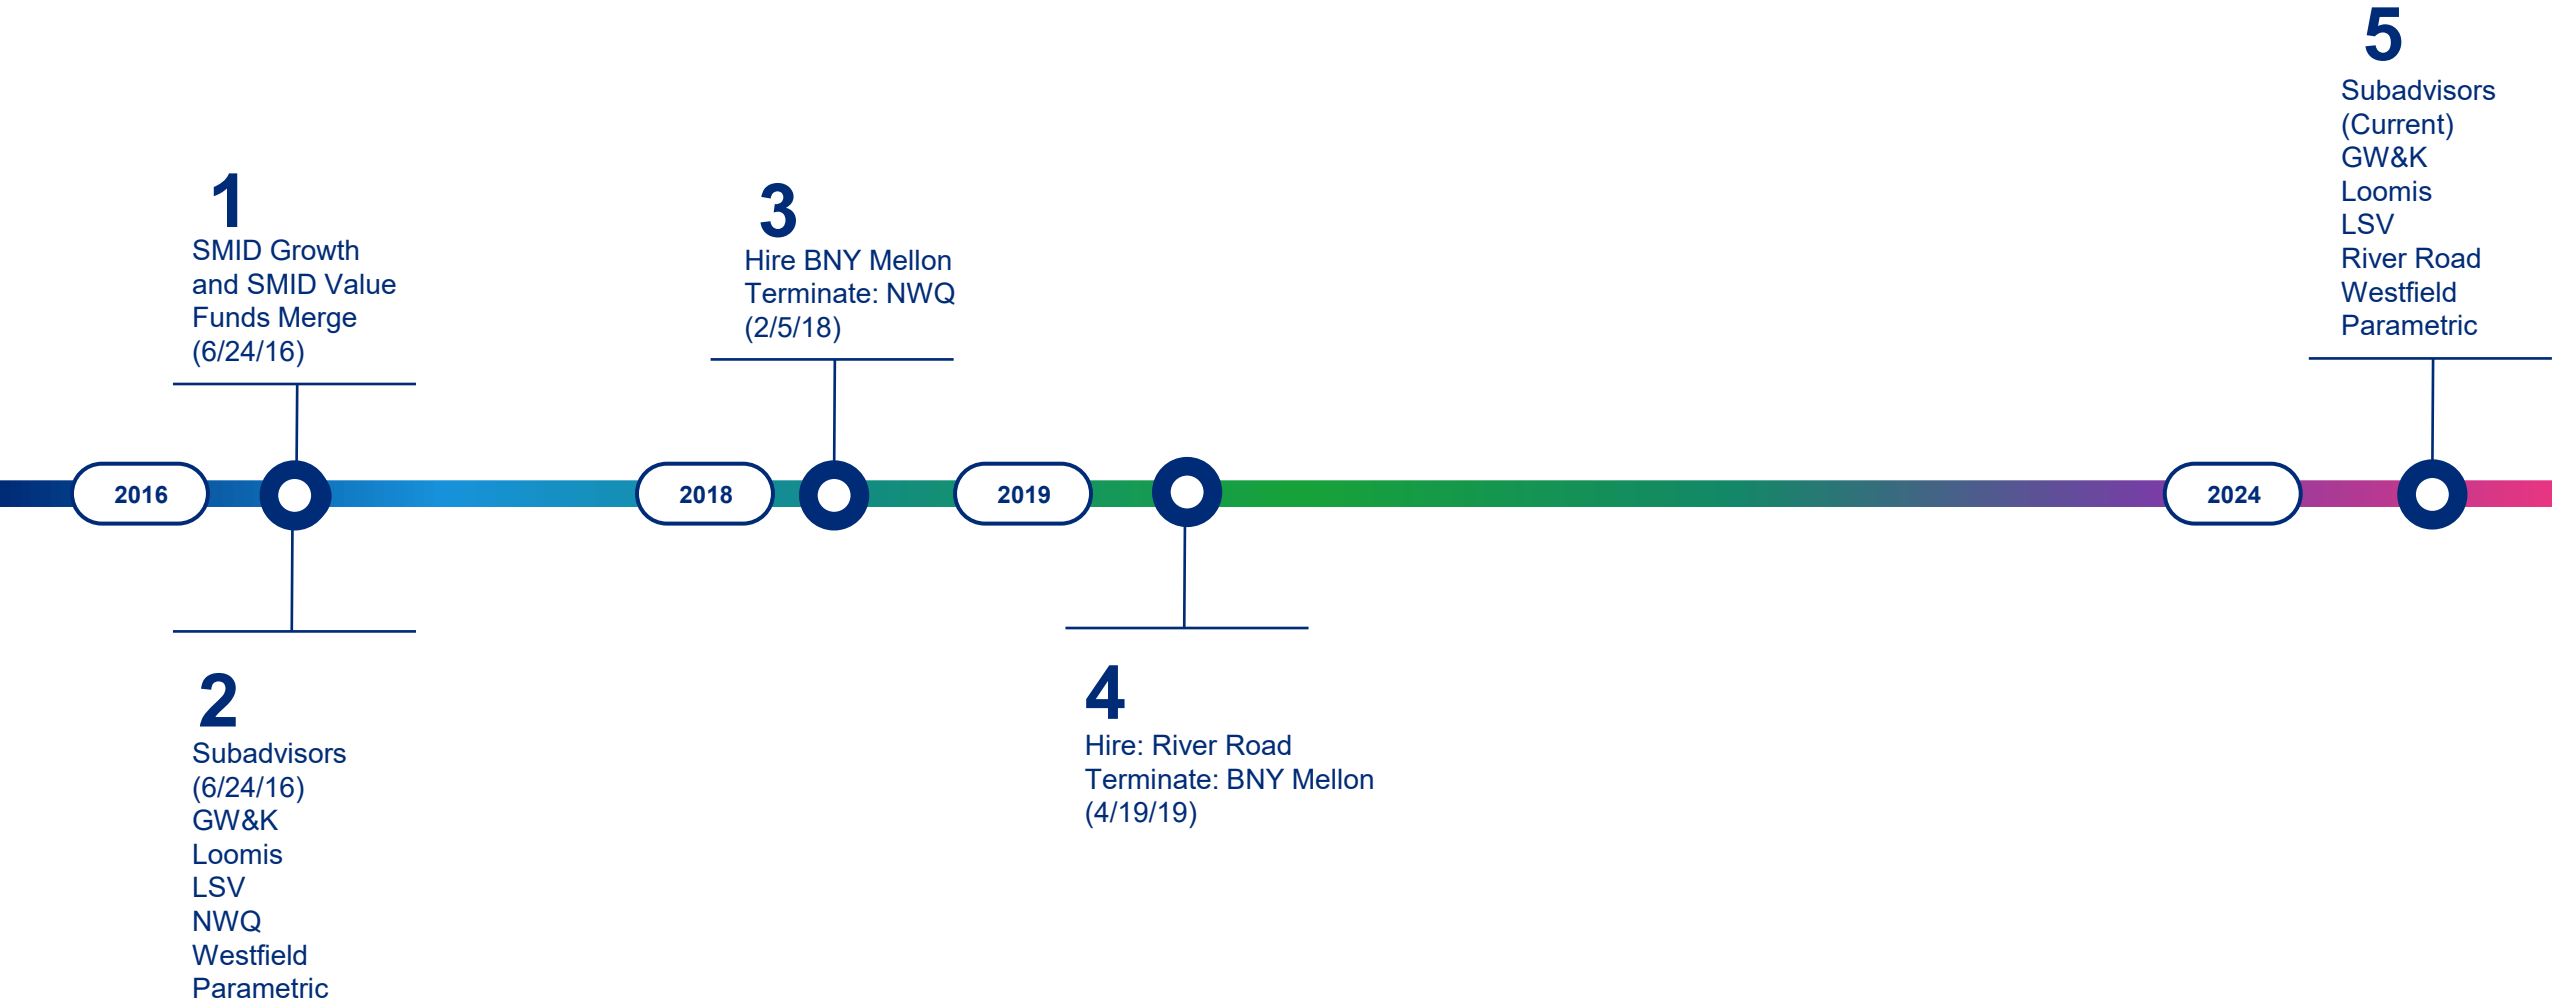 1
SMID Growth
and SMID Value
Funds Merge
(6/24/16)
2016
2
Subadvisors
(6/24/16)
GW&K
Loomis
LSV
NWQ
Westfield
Parametric
3
Hire BNY Mellon
Terminate: NWQ
(2/5/18)
2018
2019
4
Hire: River Road
Terminate: BNY Mellon
(4/19/19)
2024
5
Subadvisors
(Current)
GW&K
Loomis
LSV
River Road
Westfield
Parametric